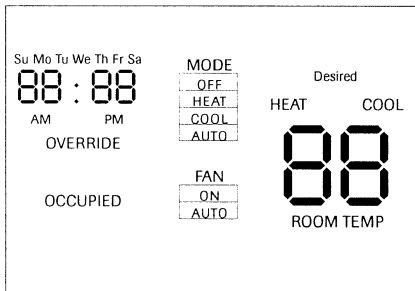 Su Mo Tu We Th Fr Sa
88:88
AM PM
OVERRIDE
OCCUPIED
MODE
OFF
HEAT
COOL
AUTO
FAN
ON
AUTO
Desired
HEAT COOL
88
ROOM TEMP